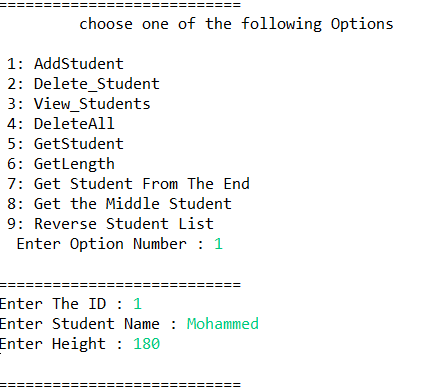 ===========================
choose one of the following Options
1: AddStudent
2: Delete_Student
3: View_Students
4: DeleteAll
5: GetStudent
6: GetLength
7: Get Student From The End
8: Get the Middle Student
9: Reverse Student List
Enter Option Number : 1
===========================
Enter The ID : 1
Enter Student Name : Mohammed
Enter Height : 180
===========================